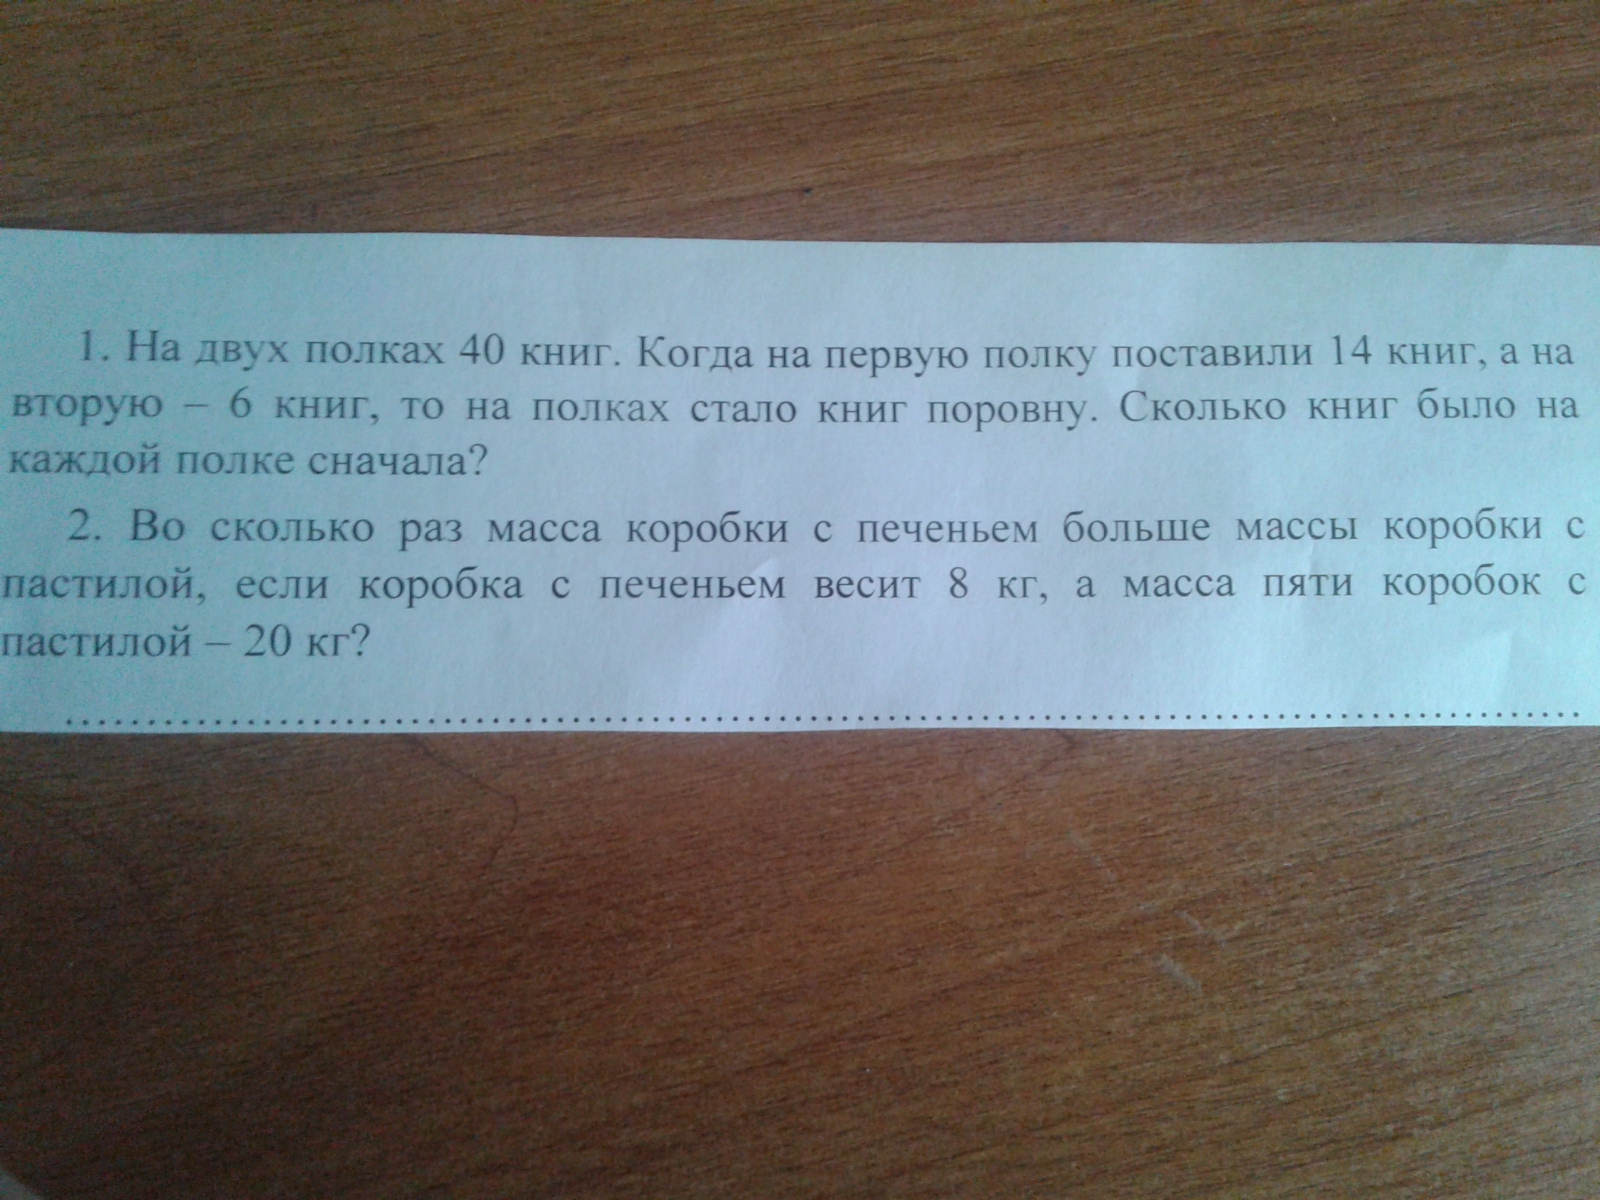 1. На двух полках 40 книг. Когда на первую полку поставили 14 книг, а на
вторую – 6 книг, то на полках стало книг поровну. Сколько книг было на
каждой полке сначала?
2. Во сколько раз масса коробки с печеньем больше массы коробки с
пастилой, если коробка с печеньем весит 8 кг, а масса пяти коробок с
пастилой – 20 кг?